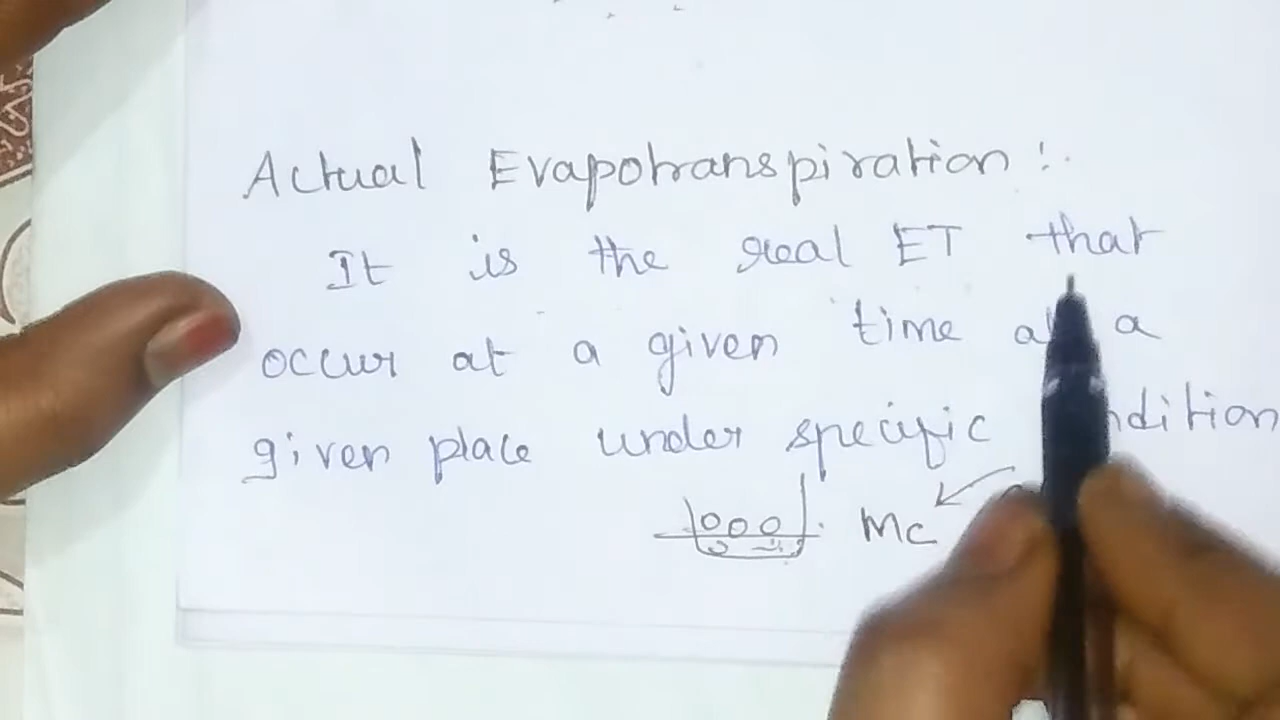 Actual Evapotranspiration :.
It is the real ET that
occur at a given time a
given place under specific
Mc